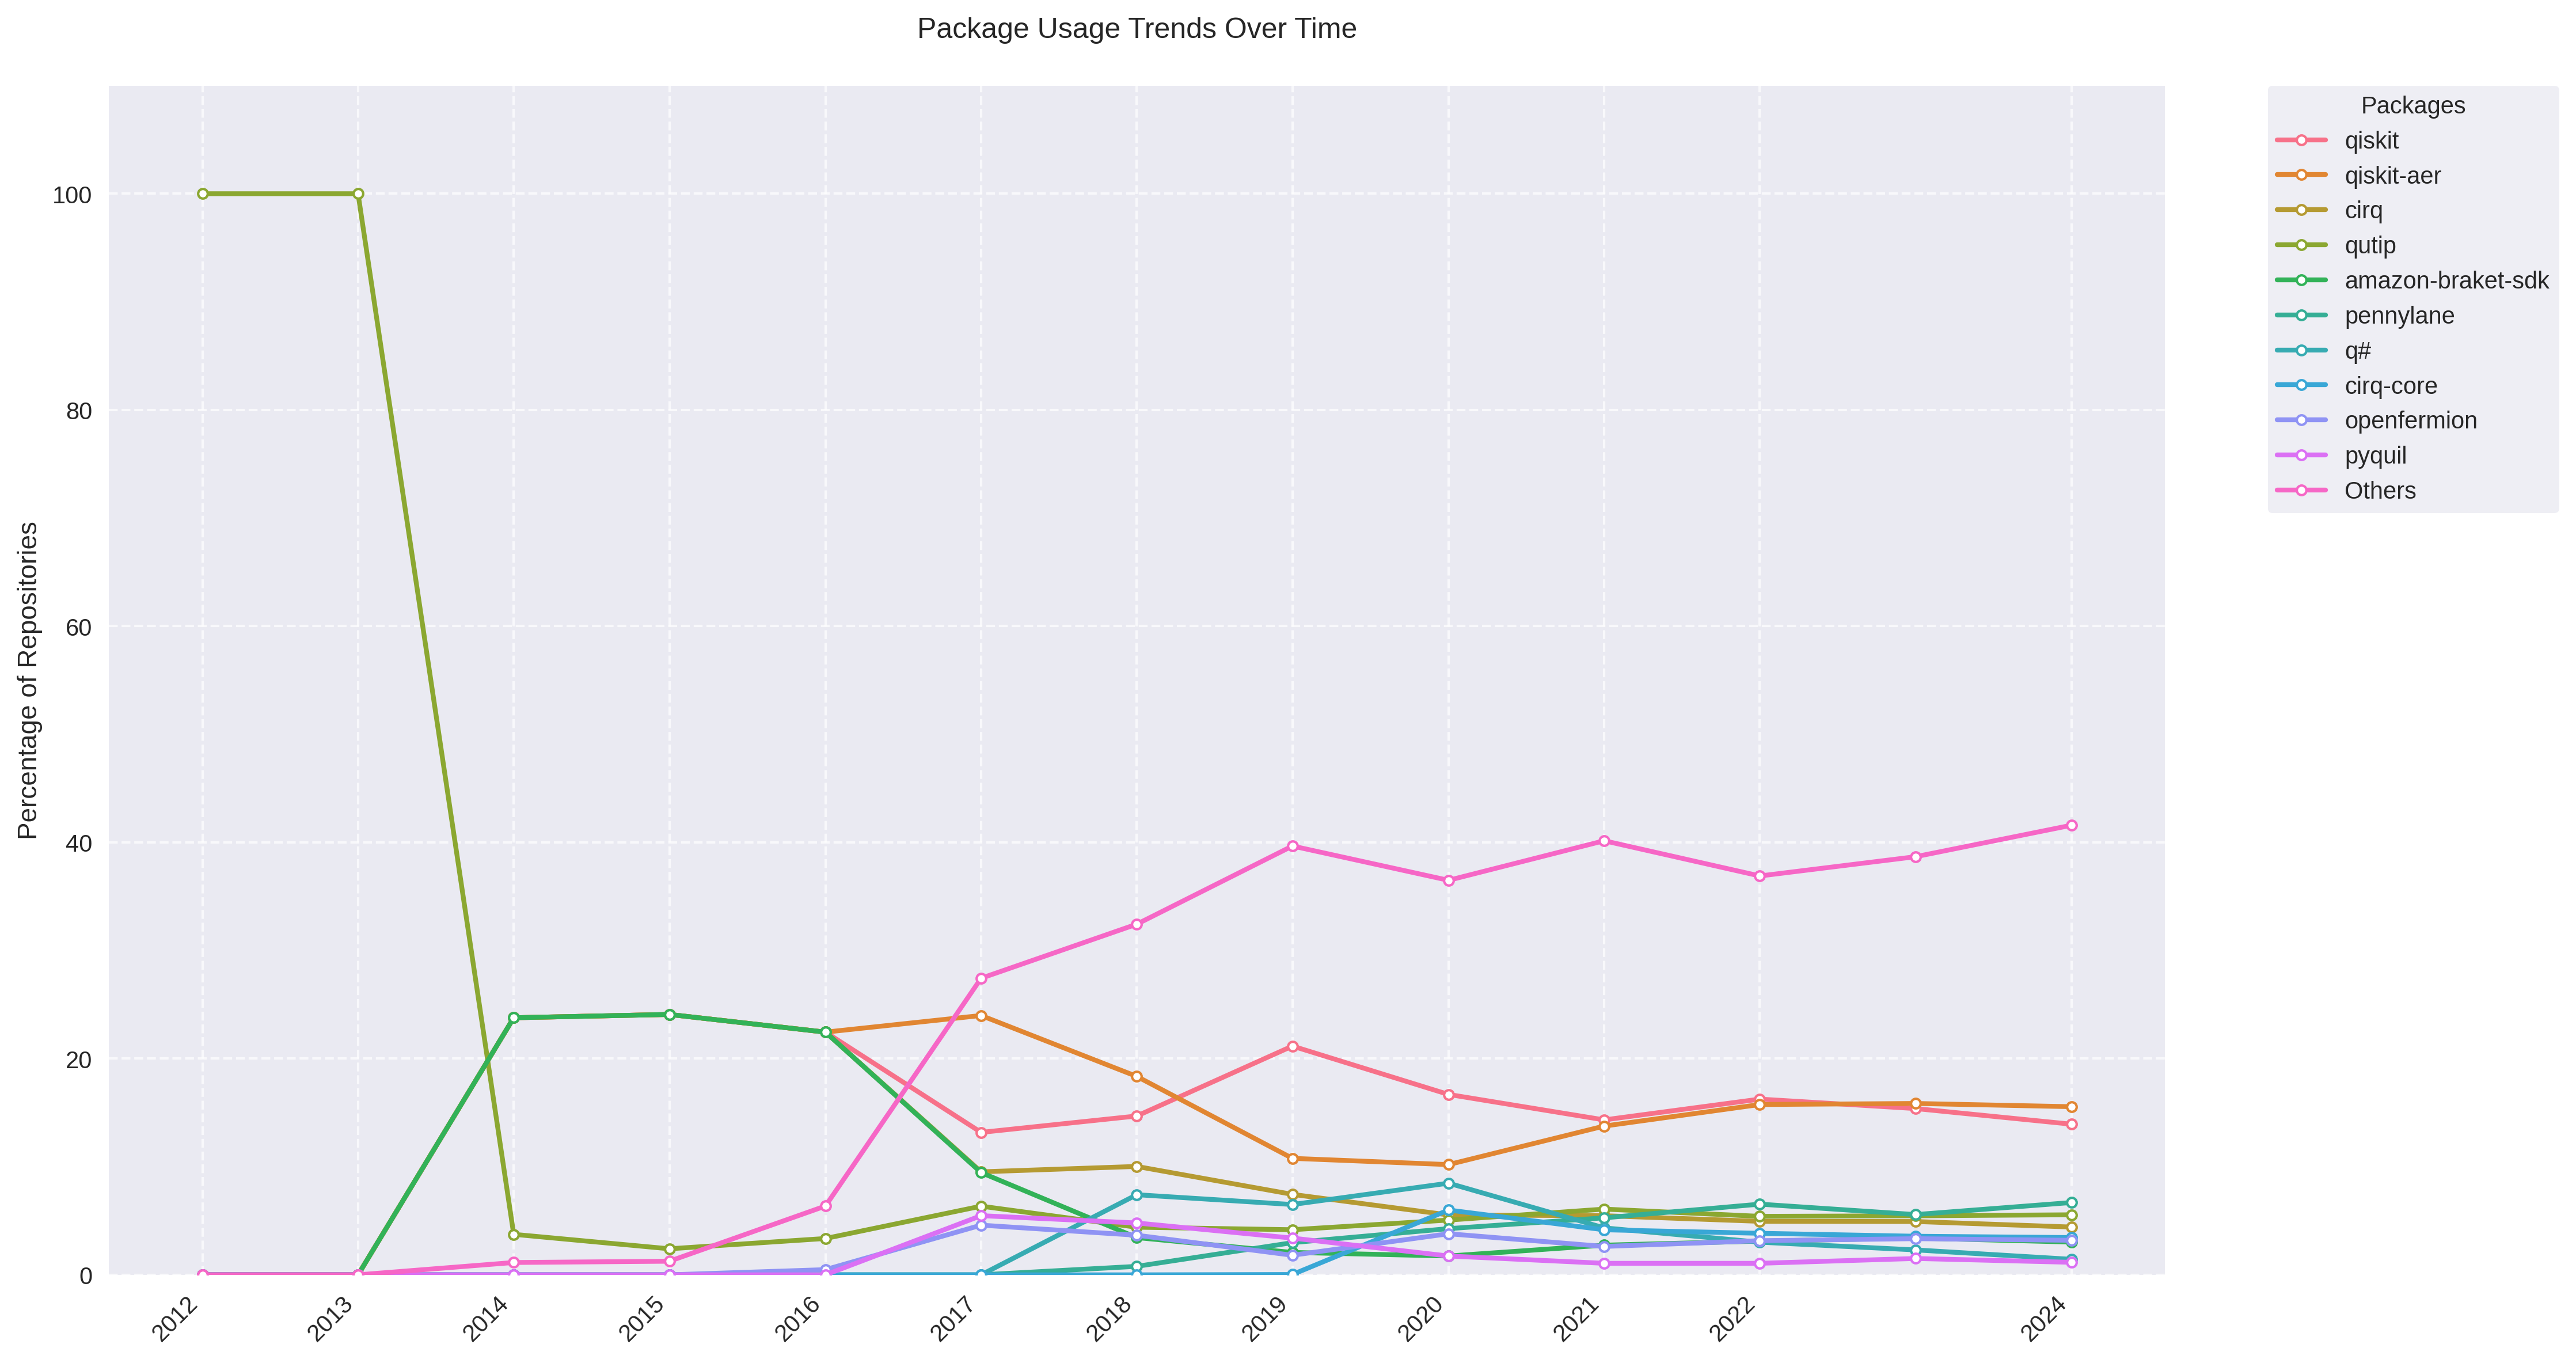 Package Usage Trends Over Time
Percentage of Repositories
100
80
60
40
20
0
2012
2013
2014
2015
2016
2017
2018
2019
2020
2021
2022
2024
Packages
qiskit
qiskit-aer
cirq
qutip
amazon-braket-sdk
pennylane
q#
cirq-core
openfermion
pyquil
Others